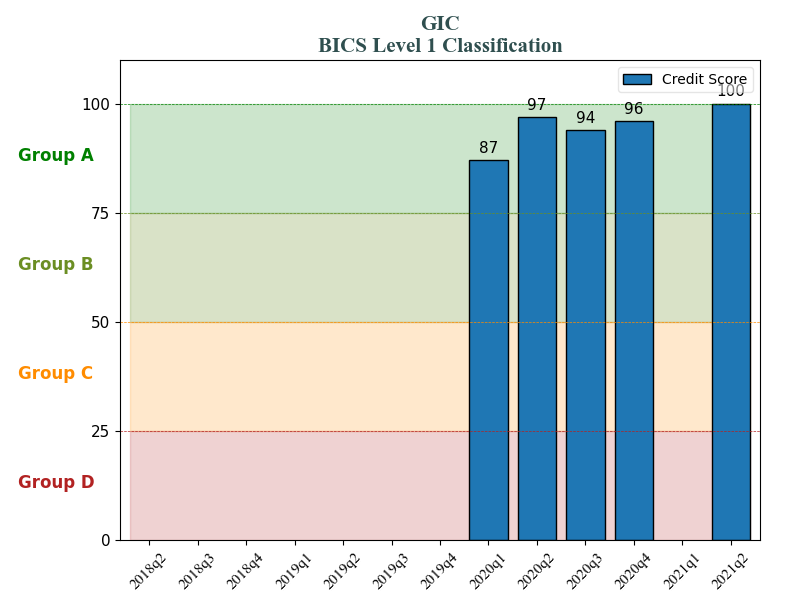 GIC
BICS Level 1 Classification
Credit Score
100
100
97
96
94
87
Group A
75
Group B
50
Group C
25
Group D
0
2018q2 2018q3 2018q4 2019q1 2019q2 2019q3 2019q4 2020q1 2020q2 2020q3 2020q4 2021q1 2021q2